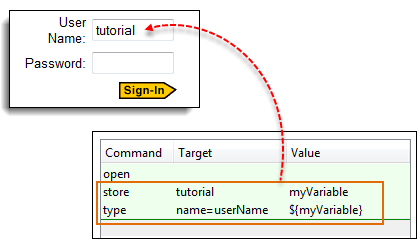 User
Name: tutorial
Password:
Sign-In
Command Target Value
open
store tutorial myVariable
type name=userName ${myVariable}